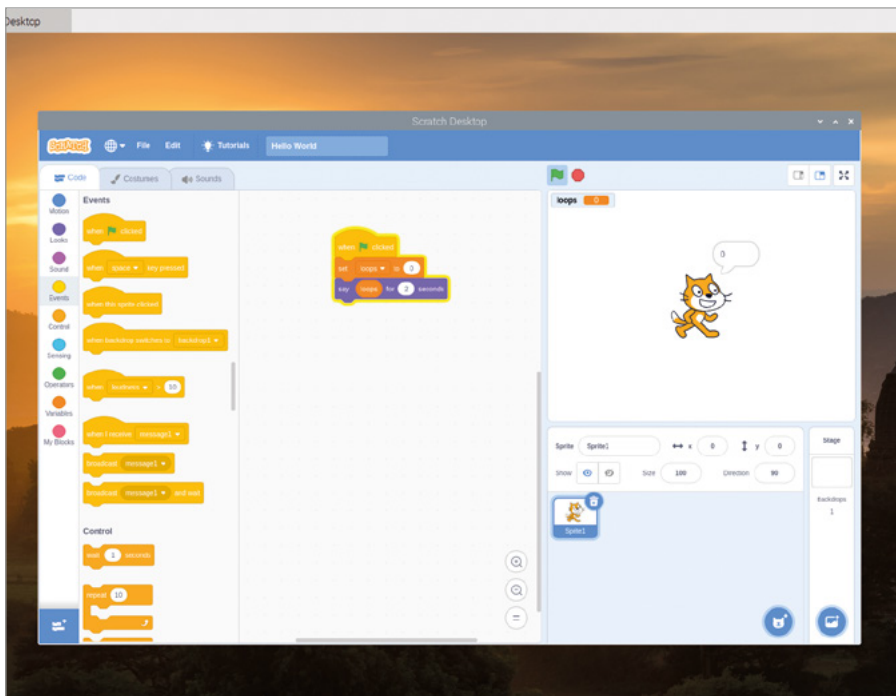 Desktop
Scratch Desktop
SCRATCH File Edit Tutorials Hello World
Code Costumes Sounds
Motion
Looks
Sound
Events
Control
Sensing
Operators
Variables
My Blocks
Events
when clicked
when space key pressed
when this sprite clicked
when backdrop switches to backdrop1
when loudness > 10
when I receive message1
broadcast message1
broadcast message1 and wait
Control
wait 1 seconds
repeat 10
when clicked
set loops to 0
say loops for 2 seconds
loops 0
0
Sprite Sprite1 x 0 y 0
Show Size 100 Direction 90
Sprite1
Stage
Backdrops
1